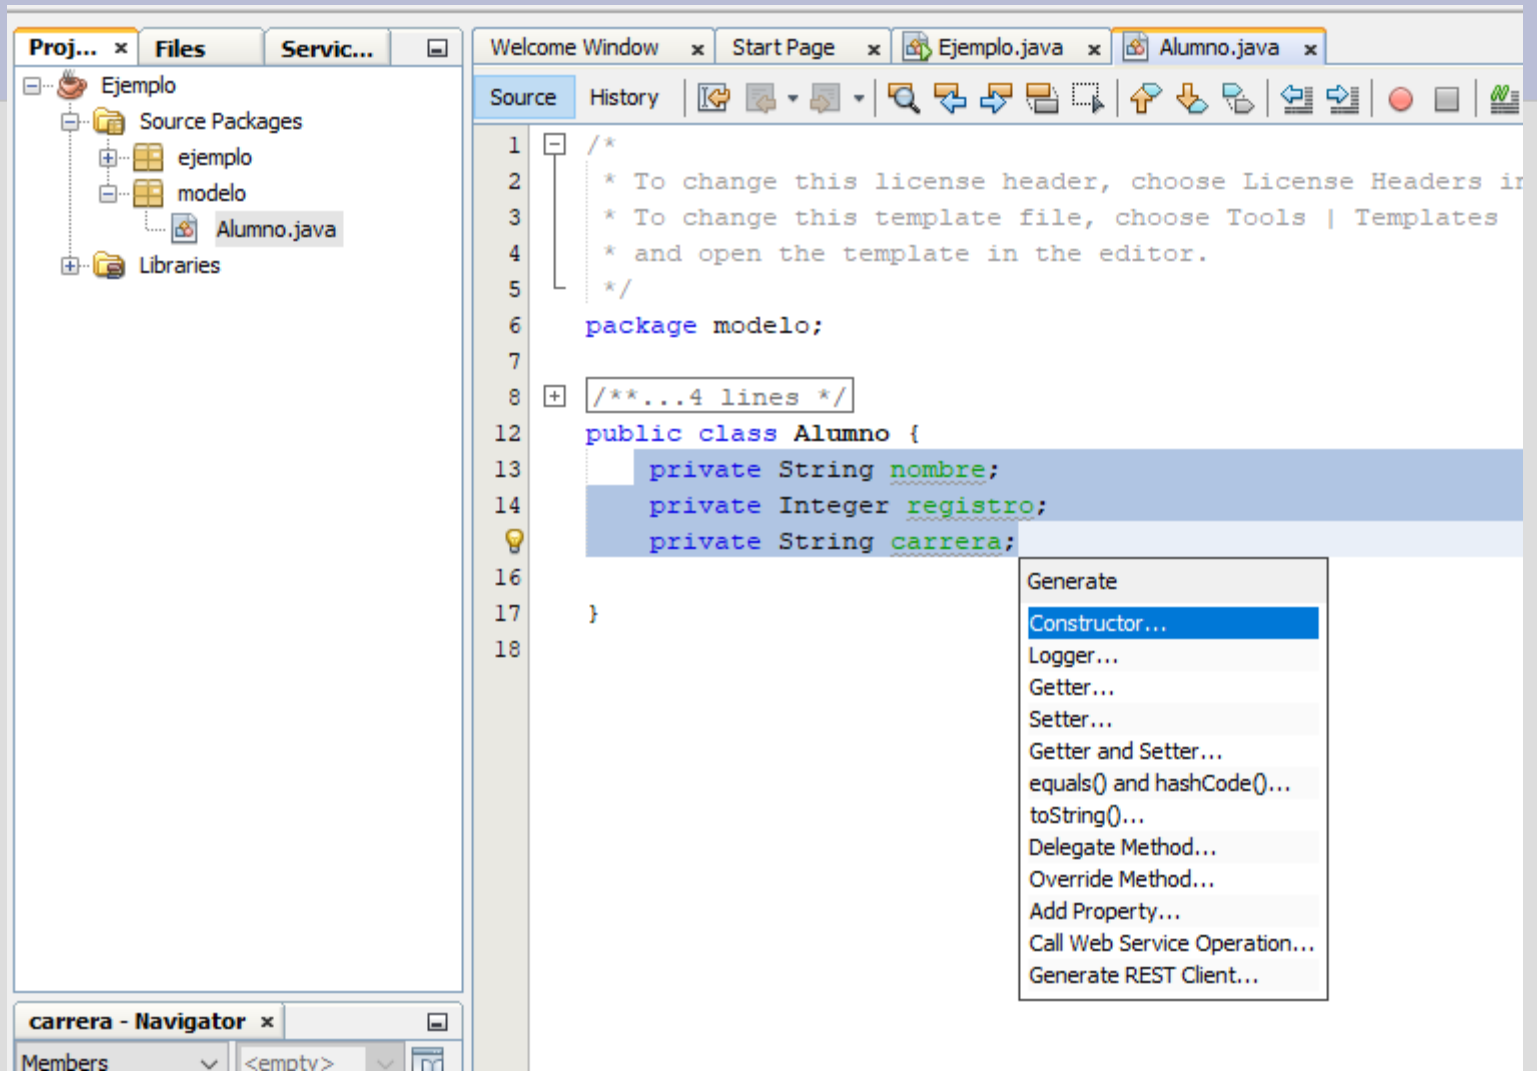 Proj... × Files Servic...
Ejemplo
Source Packages
ejemplo
modelo
Alumno.java
Libraries
Welcome Window × Start Page × Ejemplo.java × Alumno.java ×
Source History
1 /*
2 * To change this license header, choose License Headers in
3 * To change this template file, choose Tools | Templates
4 * and open the template in the editor.
5 */
6 package modelo;
7
8 /**...4 lines */
12 public class Alumno {
13 private String nombre;
14 private Integer registro;
private String carrera;
16
17 }
18
Generate
Constructor...
Logger...
Getter...
Setter...
Getter and Setter...
equals() and hashCode()...
toString()...
Delegate Method...
Override Method...
Add Property...
Call Web Service Operation...
Generate REST Client...
carrera - Navigator ×
Members <empty>